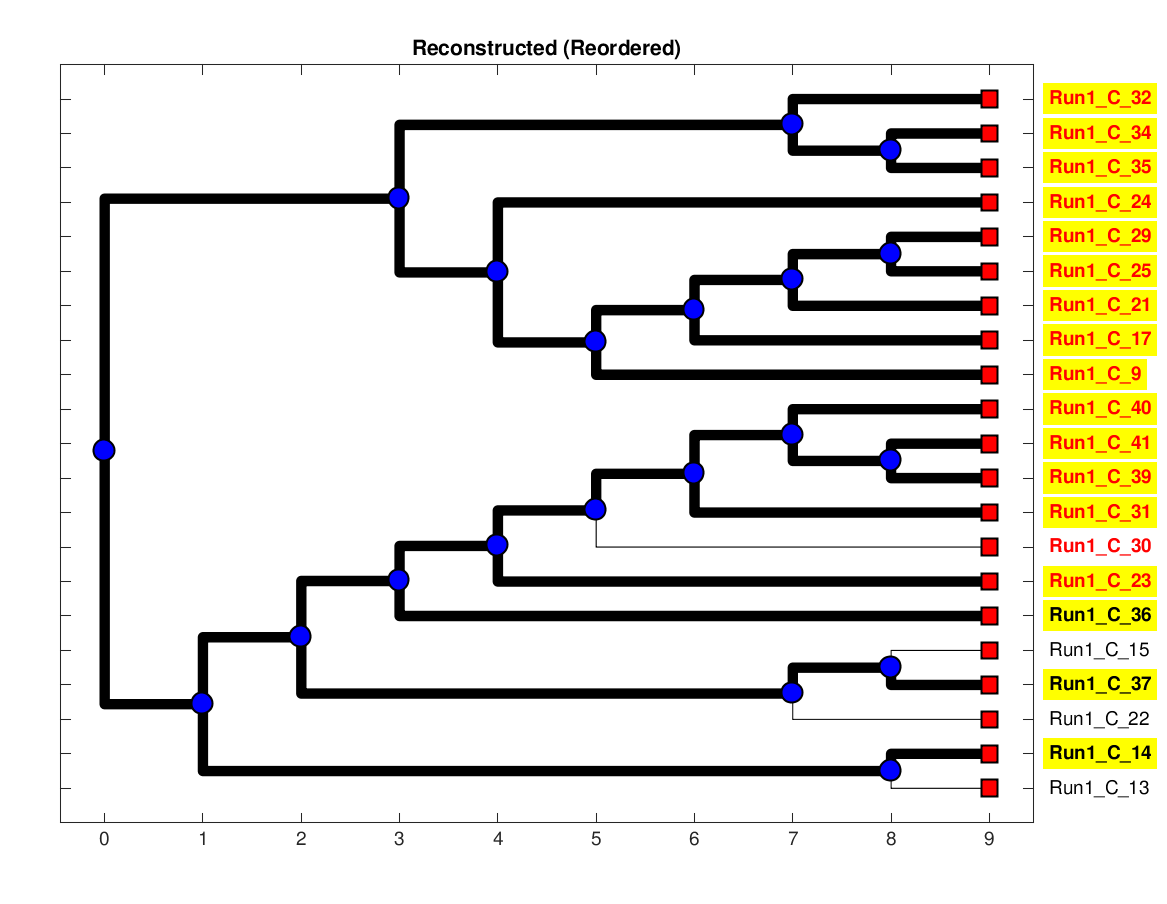 Reconstructed (Reordered)
Run1_C_32
Run1_C_34
Run1_C_35
Run1_C_24
Run1_C_29
Run1_C_25
Run1_C_21
Run1_C_17
Run1_C_9
Run1_C_40
Run1_C_41
Run1_C_39
Run1_C_31
Run1_C_30
Run1_C_23
Run1_C_36
Run1_C_15
Run1_C_37
Run1_C_22
Run1_C_14
Run1_C_13
0 1 2 3 4 5 6 7 8 9